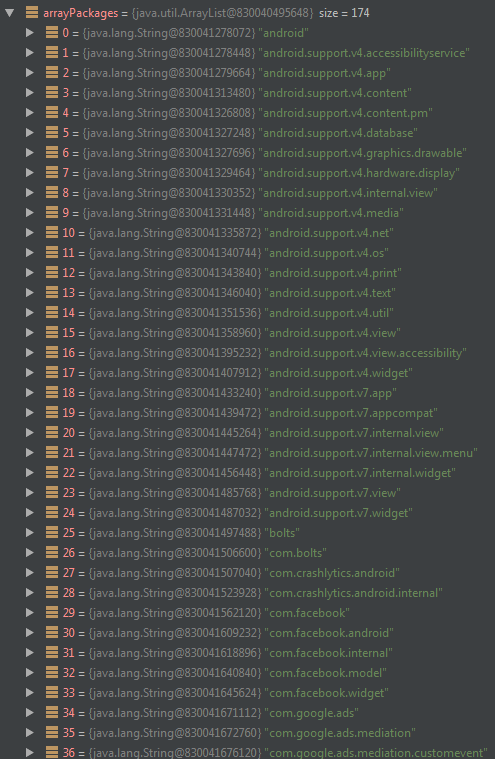 arrayPackages = {java.util.ArrayList@830040495648} size = 174
0 = {java.lang.String@830041278072} "android"
1 = {java.lang.String@830041278448} "android.support.v4.accessibilityservice"
2 = {java.lang.String@830041279664} "android.support.v4.app"
3 = {java.lang.String@830041313480} "android.support.v4.content"
4 = {java.lang.String@830041326808} "android.support.v4.content.pm"
5 = {java.lang.String@830041327248} "android.support.v4.database"
6 = {java.lang.String@830041327696} "android.support.v4.graphics.drawable"
7 = {java.lang.String@830041329464} "android.support.v4.hardware.display"
8 = {java.lang.String@830041330352} "android.support.v4.internal.view"
9 = {java.lang.String@830041331448} "android.support.v4.media"
10 = {java.lang.String@830041335872} "android.support.v4.net"
11 = {java.lang.String@830041340744} "android.support.v4.os"
12 = {java.lang.String@830041343840} "android.support.v4.print"
13 = {java.lang.String@830041346040} "android.support.v4.text"
14 = {java.lang.String@830041351536} "android.support.v4.util"
15 = {java.lang.String@830041358960} "android.support.v4.view"
16 = {java.lang.String@830041395232} "android.support.v4.view.accessibility"
17 = {java.lang.String@830041407912} "android.support.v4.widget"
18 = {java.lang.String@830041433240} "android.support.v7.app"
19 = {java.lang.String@830041439472} "android.support.v7.appcompat"
20 = {java.lang.String@830041445264} "android.support.v7.internal.view"
21 = {java.lang.String@830041447472} "android.support.v7.internal.view.menu"
22 = {java.lang.String@830041456448} "android.support.v7.internal.widget"
23 = {java.lang.String@830041485768} "android.support.v7.view"
24 = {java.lang.String@830041487032} "android.support.v7.widget"
25 = {java.lang.String@830041497488} "bolts"
26 = {java.lang.String@830041506600} "com.bolts"
27 = {java.lang.String@830041507040} "com.crashlytics.android"
28 = {java.lang.String@830041523928} "com.crashlytics.android.internal"
29 = {java.lang.String@830041562120} "com.facebook"
30 = {java.lang.String@830041609232} "com.facebook.android"
31 = {java.lang.String@830041618896} "com.facebook.internal"
32 = {java.lang.String@830041640840} "com.facebook.model"
33 = {java.lang.String@830041645624} "com.facebook.widget"
34 = {java.lang.String@830041671112} "com.google.ads"
35 = {java.lang.String@830041672760} "com.google.ads.mediation"
36 = {java.lang.String@830041676120} "com.google.ads.mediation.customevent"